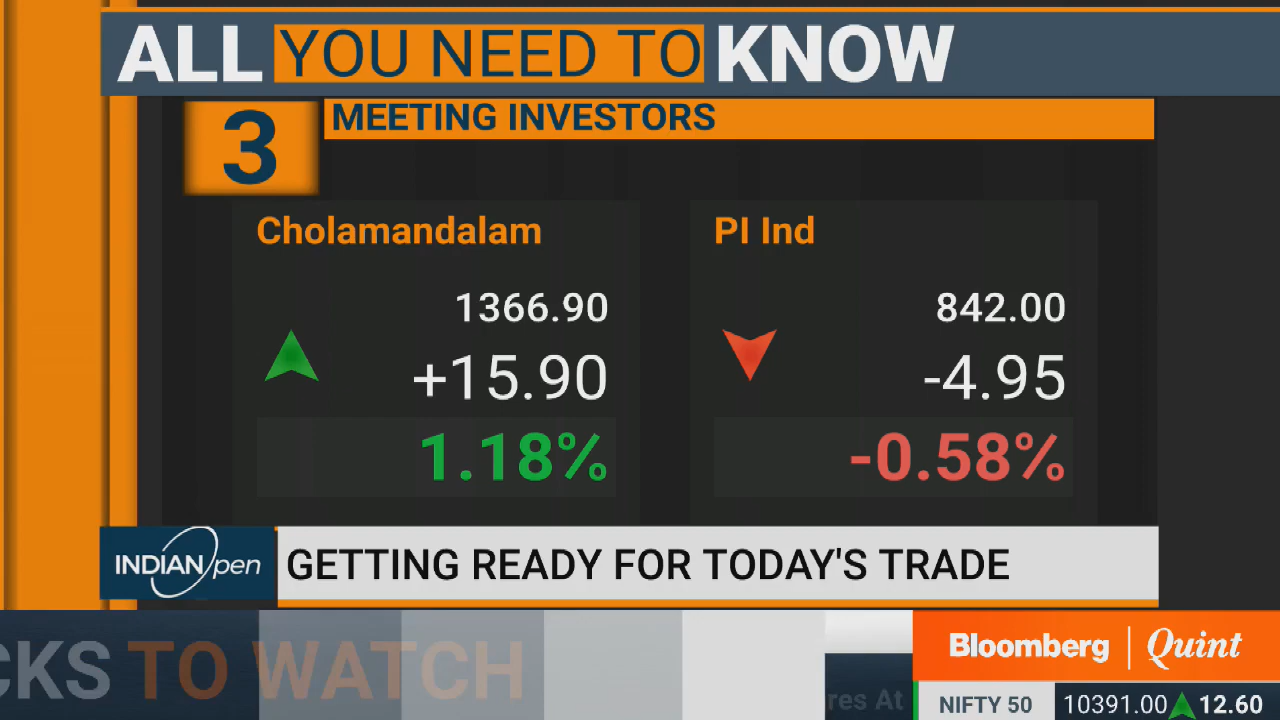 ALL YOU NEED TO KNOW
3
MEETING INVESTORS
Cholamandalam
1366.90
+15.90
1.18%
PI Ind
842.00
-4.95
-0.58%
INDIAN pen
GETTING READY FOR TODAY'S TRADE
CKS TO WATCH
res At
Bloomberg | Quint
NIFTY 50
10391.00 12.60